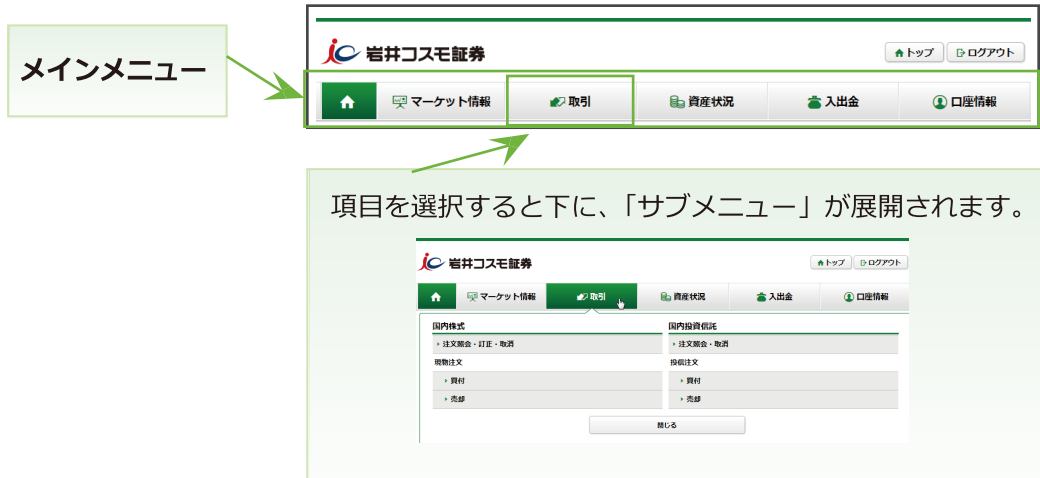 メインメニュー
岩井コスモ証券
トップ ログアウト
マーケット情報 取引 資産状況 入出金 口座情報
項目を選択すると下に、「サブメニュー」が展開されます。
岩井コスモ証券
トップ ログアウト
マーケット情報 取引 資産状況 入出金 口座情報
国内株式 国内投資信託
注文照会・訂正・取消 注文照会・取消
現物注文 投信注文
買付 買付
売却 売却
閉じる